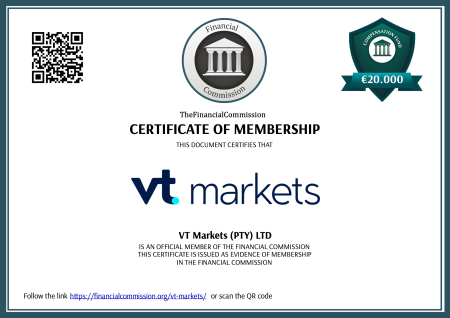 Financial
Commission
COMPENSATION FUND
€20.000
TheFinancialCommission
CERTIFICATE OF MEMBERSHIP
THIS DOCUMENT CERTIFIES THAT
vt. markets
VT Markets (PTY) LTD
IS AN OFFICIAL MEMBER OF THE FINANCIAL COMMISSION
THIS CERTIFICATE IS ISSUED AS EVIDENCE OF MEMBERSHIP
IN THE FINANCIAL COMMISSION
Follow the link https://financialcommission.org/vt-markets/ or scan the QR code